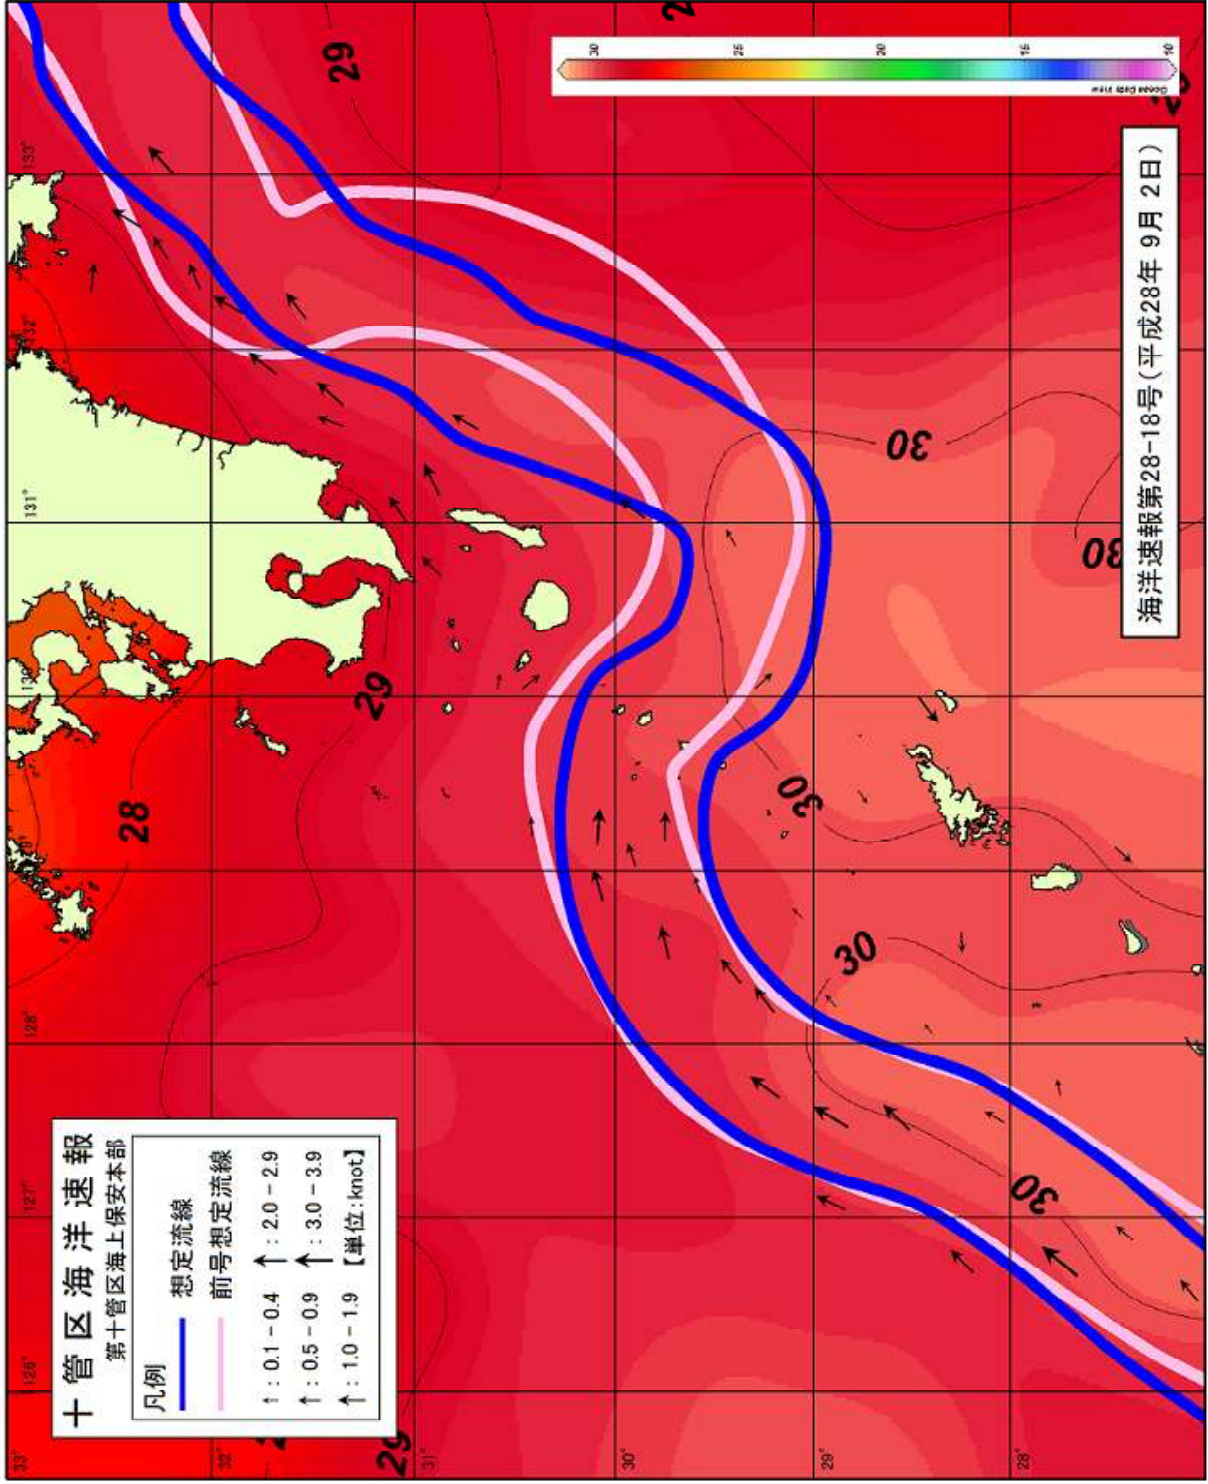 十管区海洋速報
第十管区海上保安本部
凡例
想定流線
前号想定流線
↑: 0.1 - 0.4
↑: 2.0 - 2.9
↑: 0.5 - 0.9
↑: 3.0 - 3.9
↑: 1.0 - 1.9
【単位:knot】
126°
127°
128°
130
131°
132°
133°
33°
32°
31°
30°
29°
28°
28
29
29
29
30
30
30
30
30
海洋速報第28-18号(平成28年 9月 2日)
30
25
20
15
10
Ocean Data View